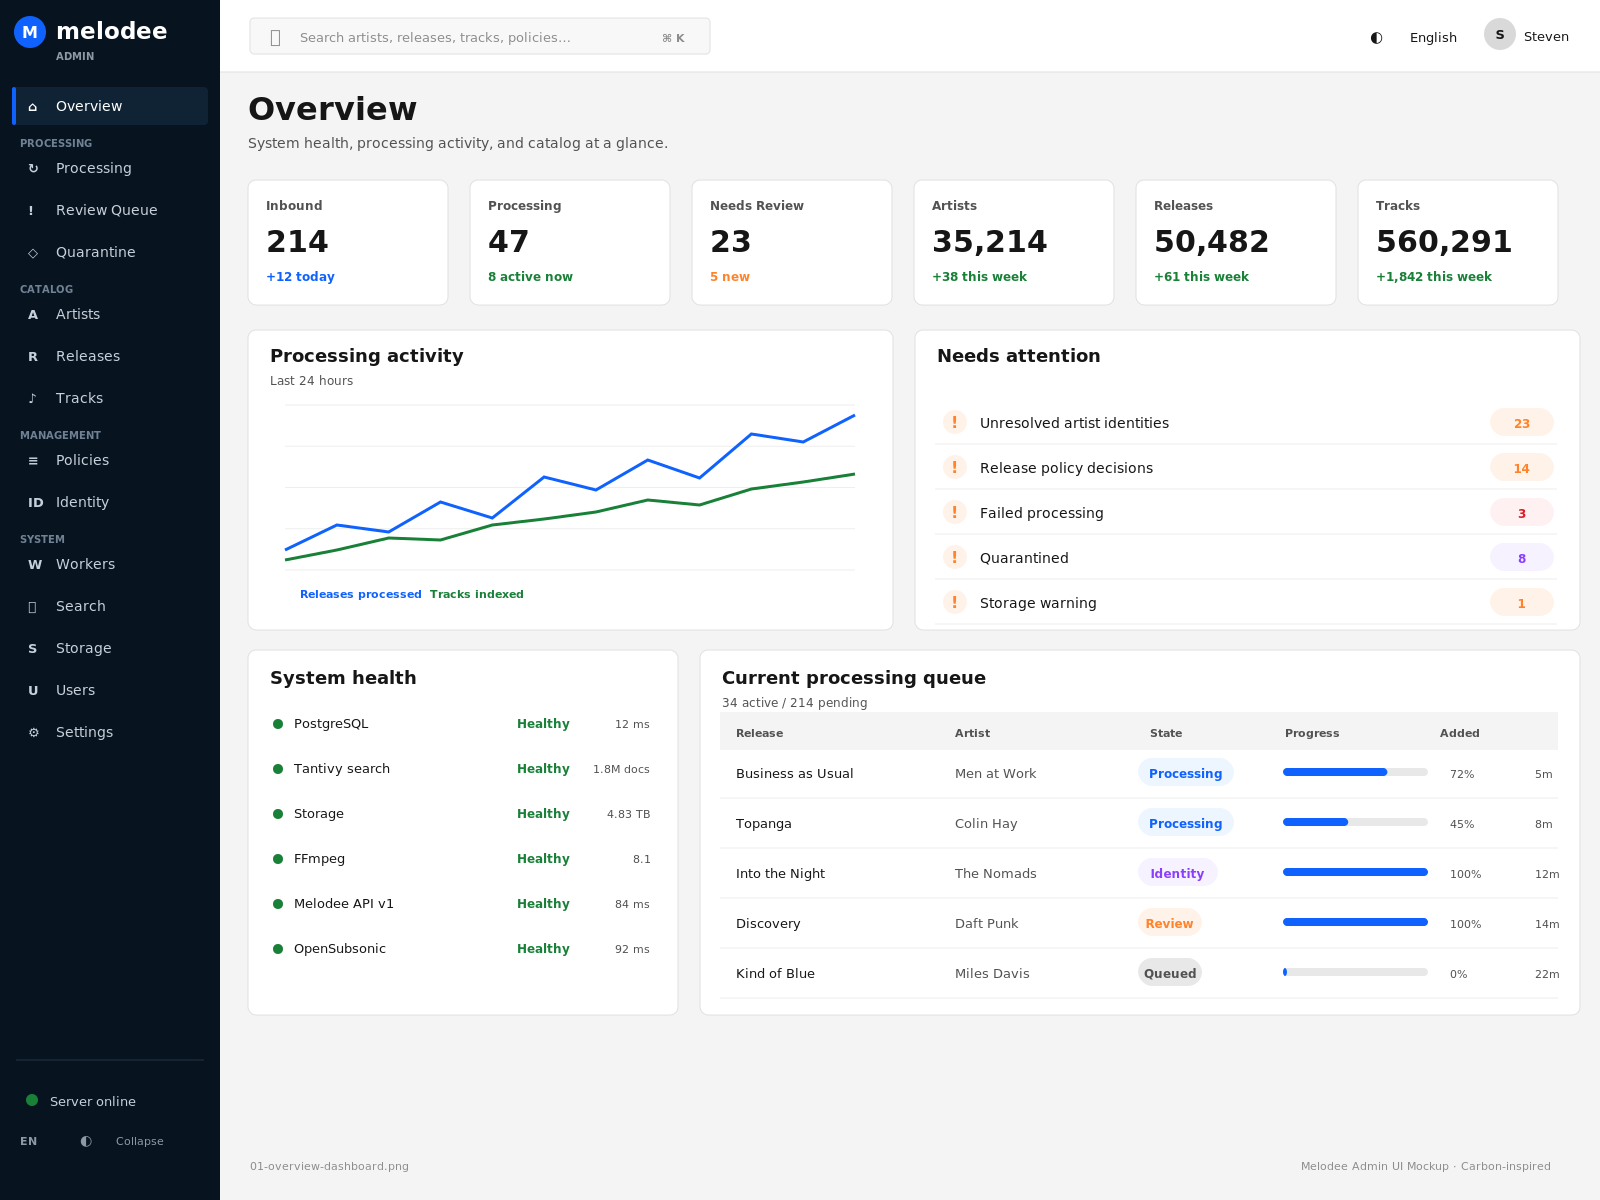 M melodee
ADMIN
⌂ Overview
PROCESSING
↻ Processing
! Review Queue
◇ Quarantine
CATALOG
A Artists
R Releases
♪ Tracks
MANAGEMENT
≡ Policies
ID Identity
SYSTEM
W Workers
Search
S Storage
U Users
⚙ Settings
Server online
EN ◐ Collapse
Search artists, releases, tracks, policies… ⌘ K
◐ English S Steven
Overview
System health, processing activity, and catalog at a glance.
Inbound
214
+12 today
Processing
47
8 active now
Needs Review
23
5 new
Artists
35,214
+38 this week
Releases
50,482
+61 this week
Tracks
560,291
+1,842 this week
Processing activity
Last 24 hours
Releases processed Tracks indexed
Needs attention
! Unresolved artist identities 23
! Release policy decisions 14
! Failed processing 3
! Quarantined 8
! Storage warning 1
System health
PostgreSQL Healthy 12 ms
Tantivy search Healthy 1.8M docs
Storage Healthy 4.83 TB
FFmpeg Healthy 8.1
Melodee API v1 Healthy 84 ms
OpenSubsonic Healthy 92 ms
Current processing queue
34 active / 214 pending
Release Artist State Progress Added
Business as Usual Men at Work Processing 72% 5m
Topanga Colin Hay Processing 45% 8m
Into the Night The Nomads Identity 100% 12m
Discovery Daft Punk Review 100% 14m
Kind of Blue Miles Davis Queued 0% 22m
01-overview-dashboard.png
Melodee Admin UI Mockup · Carbon-inspired